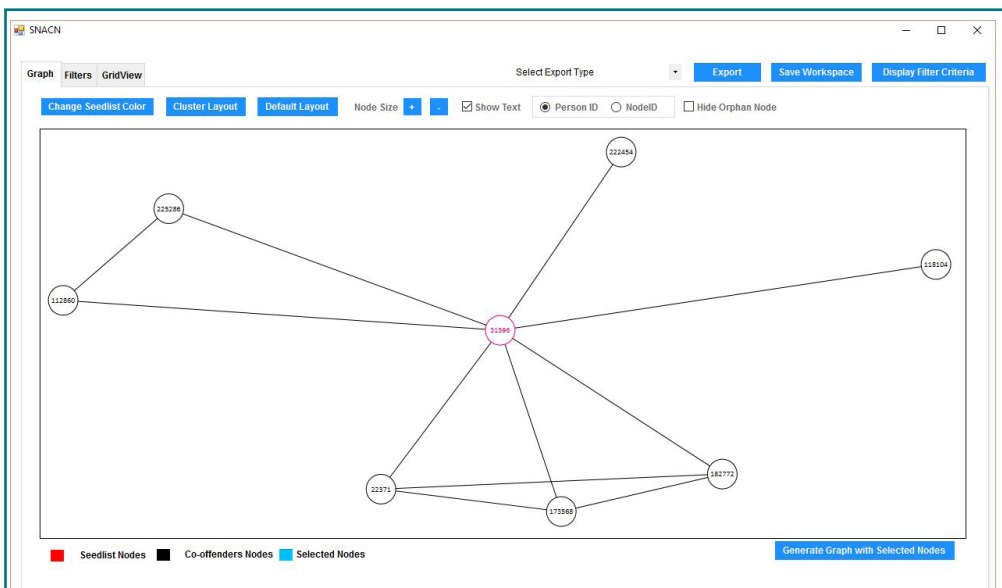 SNACN
Graph Filters GridView
Select Export Type
Export
Save Workspace
Display Filter Criteria
Change Seedlist Color
Cluster Layout
Default Layout
Node Size + -
Show Text
Person ID
NodeID
Hide Orphan Node
222454
225286
118104
112860
31596
182772
22371
173568
Seedlist Nodes
Co-offenders Nodes
Selected Nodes
Generate Graph with Selected Nodes